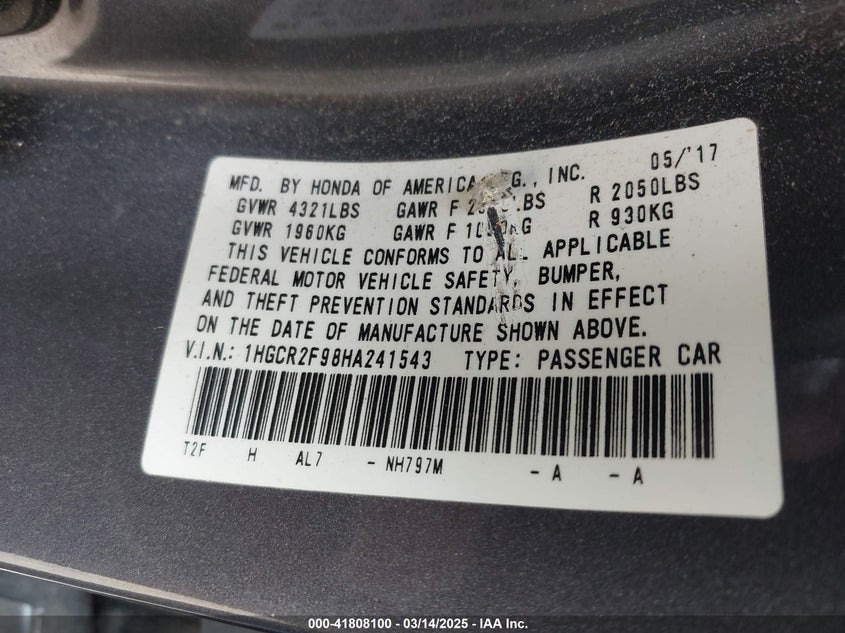 MFD. BY HONDA OF AMERICA G., INC. 05/'17
GVWR 4321LBS GAWR F LBS R 2050LBS
GVWR 1960KG GAWR F KG R 930KG
THIS VEHICLE CONFORMS TO ALL APPLICABLE
FEDERAL MOTOR VEHICLE SAFETY, BUMPER,
AND THEFT PREVENTION STANDARDS IN EFFECT
ON THE DATE OF MANUFACTURE SHOWN ABOVE.
V.I.N.: 1HGCR2F98HA241543 TYPE: PASSENGER CAR
T2F H AL7 - NH797M - A - A
000-41808100 - 03/14/2025 - IAA Inc.